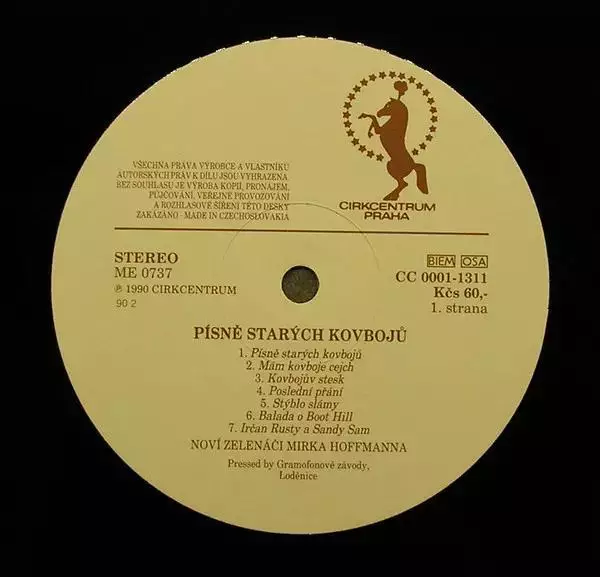 CIRKCENTRUM
PRAHA
VŠECHNA PRÁVA VÝROBCE A VLASTNÍKŮ
AUTORSKÝCH PRÁV K DÍLU JSOU VYHRAZENA.
BEZ SOUHLASU JE VÝROBA KOPIÍ, PRONÁJEM,
PŮJČOVÁNÍ, VEŘEJNÉ PROVOZOVÁNÍ
A ROZHLASOVÉ ŠÍŘENÍ TÉTO DESKY
ZAKÁZÁNO · MADE IN CZECHOSLOVAKIA
STEREO
ME 0737
℗ 1990 CIRKCENTRUM
90 2
BIEM OSA
CC 0001-1311
Kčs 60,-
1. strana
PÍSNĚ STARÝCH KOVBOJŮ
1. Písně starých kovbojů
2. Mám kovboje cejch
3. Kovbojův stesk
4. Poslední přání
5. Stýblo slámy
6. Balada o Boot Hill
7. Irčan Rusty a Sandy Sam
NOVÍ ZELENÁČI MIRKA HOFFMANNA
Pressed by Gramofonové závody,
Loděnice